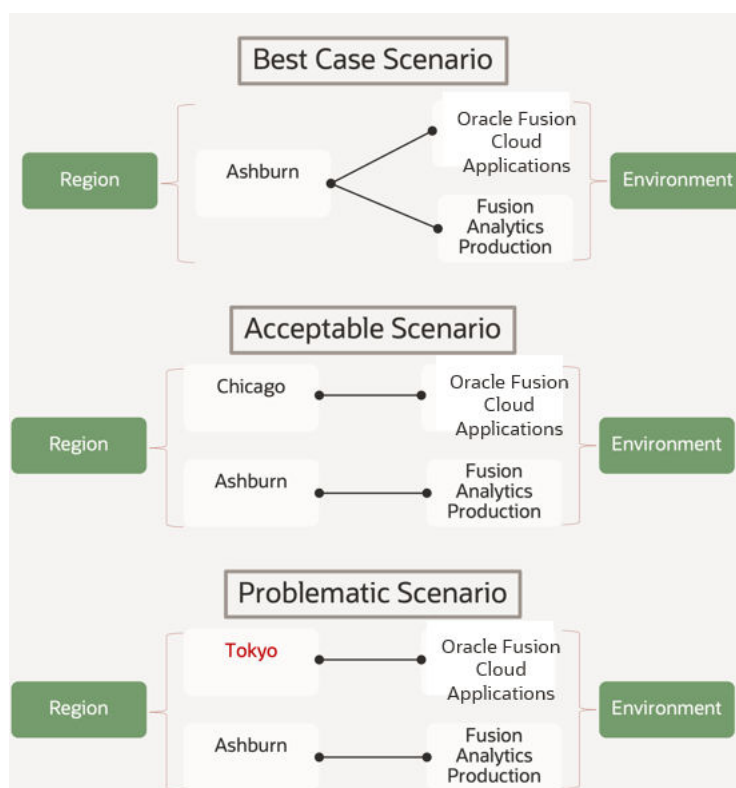 Best Case Scenario
Region
Ashburn
Oracle Fusion
Cloud
Applications
Fusion
Analytics
Production
Environment
Acceptable Scenario
Region
Chicago
Ashburn
Oracle Fusion
Cloud
Applications
Fusion
Analytics
Production
Environment
Problematic Scenario
Region
Tokyo
Ashburn
Oracle Fusion
Cloud
Applications
Fusion
Analytics
Production
Environment